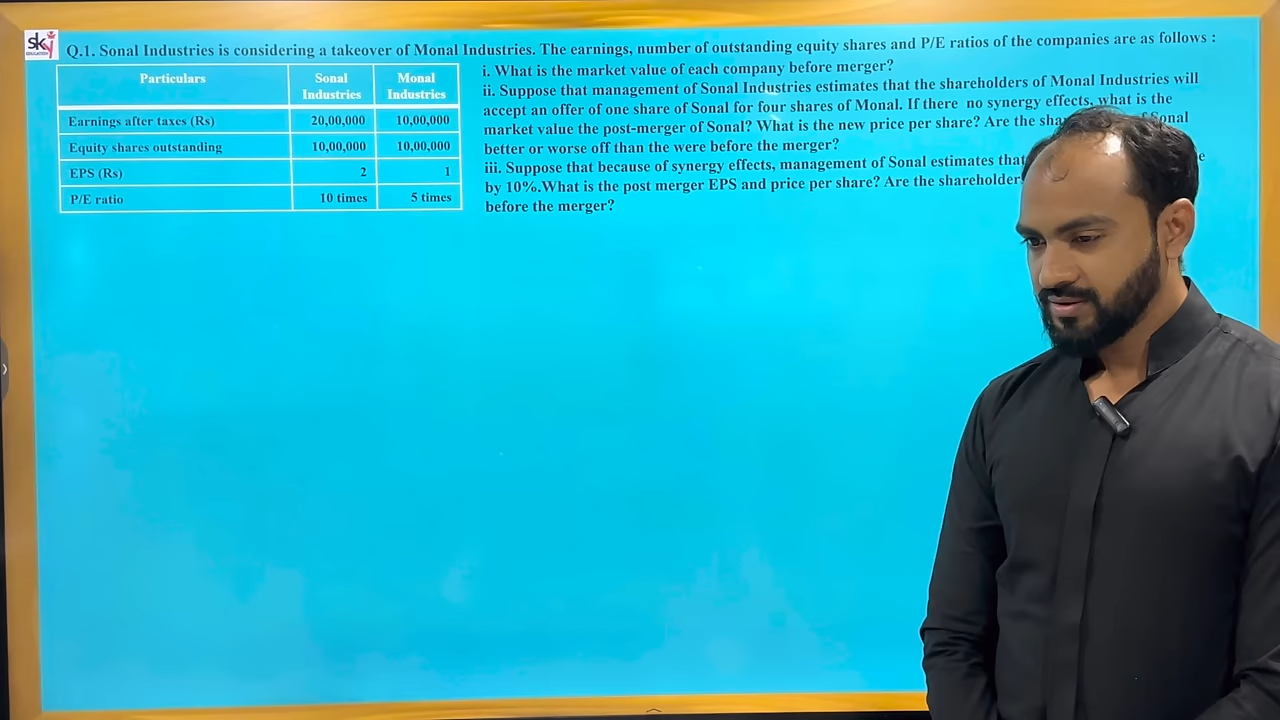 sky
EDUCATION
Q.1. Sonal Industries is considering a takeover of Monal Industries. The earnings, number of outstanding equity shares and P/E ratios of the companies are as follows :
Particulars Sonal Industries Monal Industries
Earnings after taxes (Rs) 20,00,000 10,00,000
Equity shares outstanding 10,00,000 10,00,000
EPS (Rs) 2 1
P/E ratio 10 times 5 times
i. What is the market value of each company before merger?
ii. Suppose that management of Sonal Industries estimates that the shareholders of Monal Industries will
accept an offer of one share of Sonal for four shares of Monal. If there no synergy effects, what is the
market value the post-merger of Sonal? What is the new price per share? Are the Sonal
better or worse off than the were before the merger?
iii. Suppose that because of synergy effects, management of Sonal estimates that
by 10%.What is the post merger EPS and price per share? Are the
before the merger?